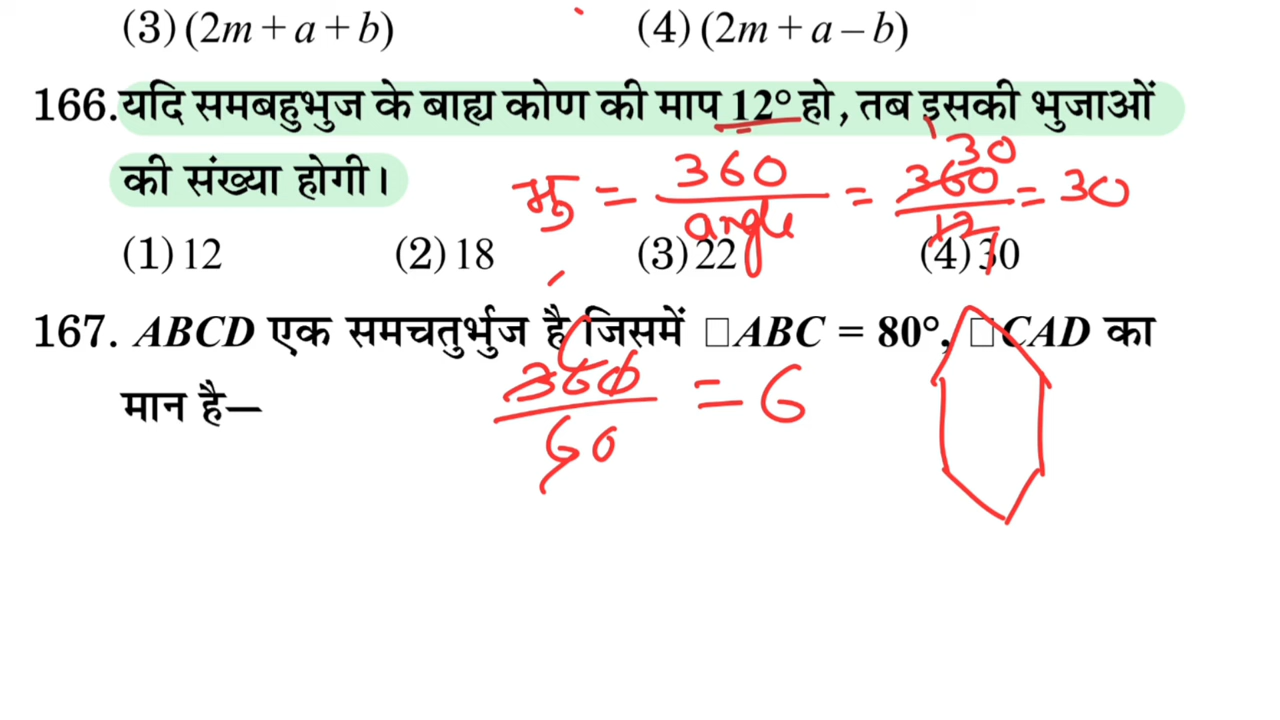 (3) (2m + a + b) (4) (2m + a – b)
166. यदि समबहुभुज के बाह्य कोण की माप 12° हो, तब इसकी भुजाओं
की संख्या होगी।
भु = 360 / angle = 360 / 12 = 30
30
1
(1) 12 (2) 18 (3) 22 (4) 30
167. ABCD एक समचतुर्भुज है जिसमें □ABC = 80°, □CAD का
मान है—
360 / 60 = 6